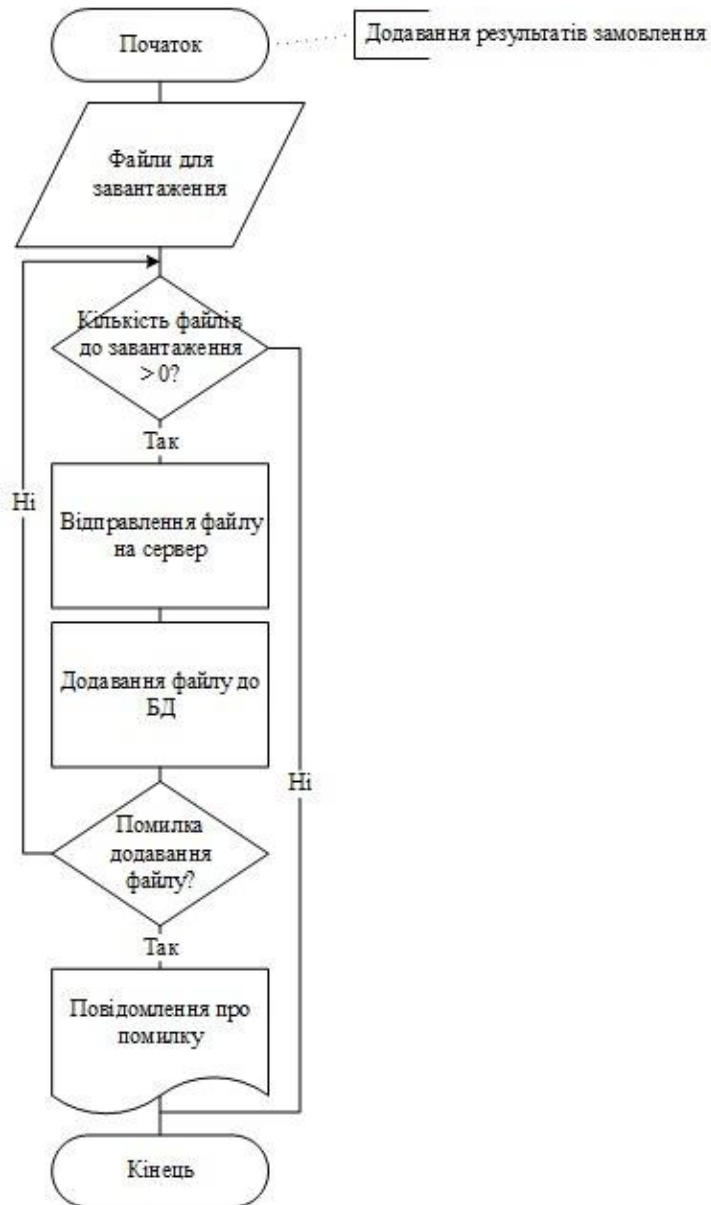 Початок
Додавання результатів замовлення
Файли для
завантаження
Кількість файлів
до завантаження
> 0?
Так
Ні
Відправлення файлу
на сервер
Додавання файлу до
БД
Ні
Помилка
додавання
файлу?
Так
Повідомлення про
помилку
Кінець